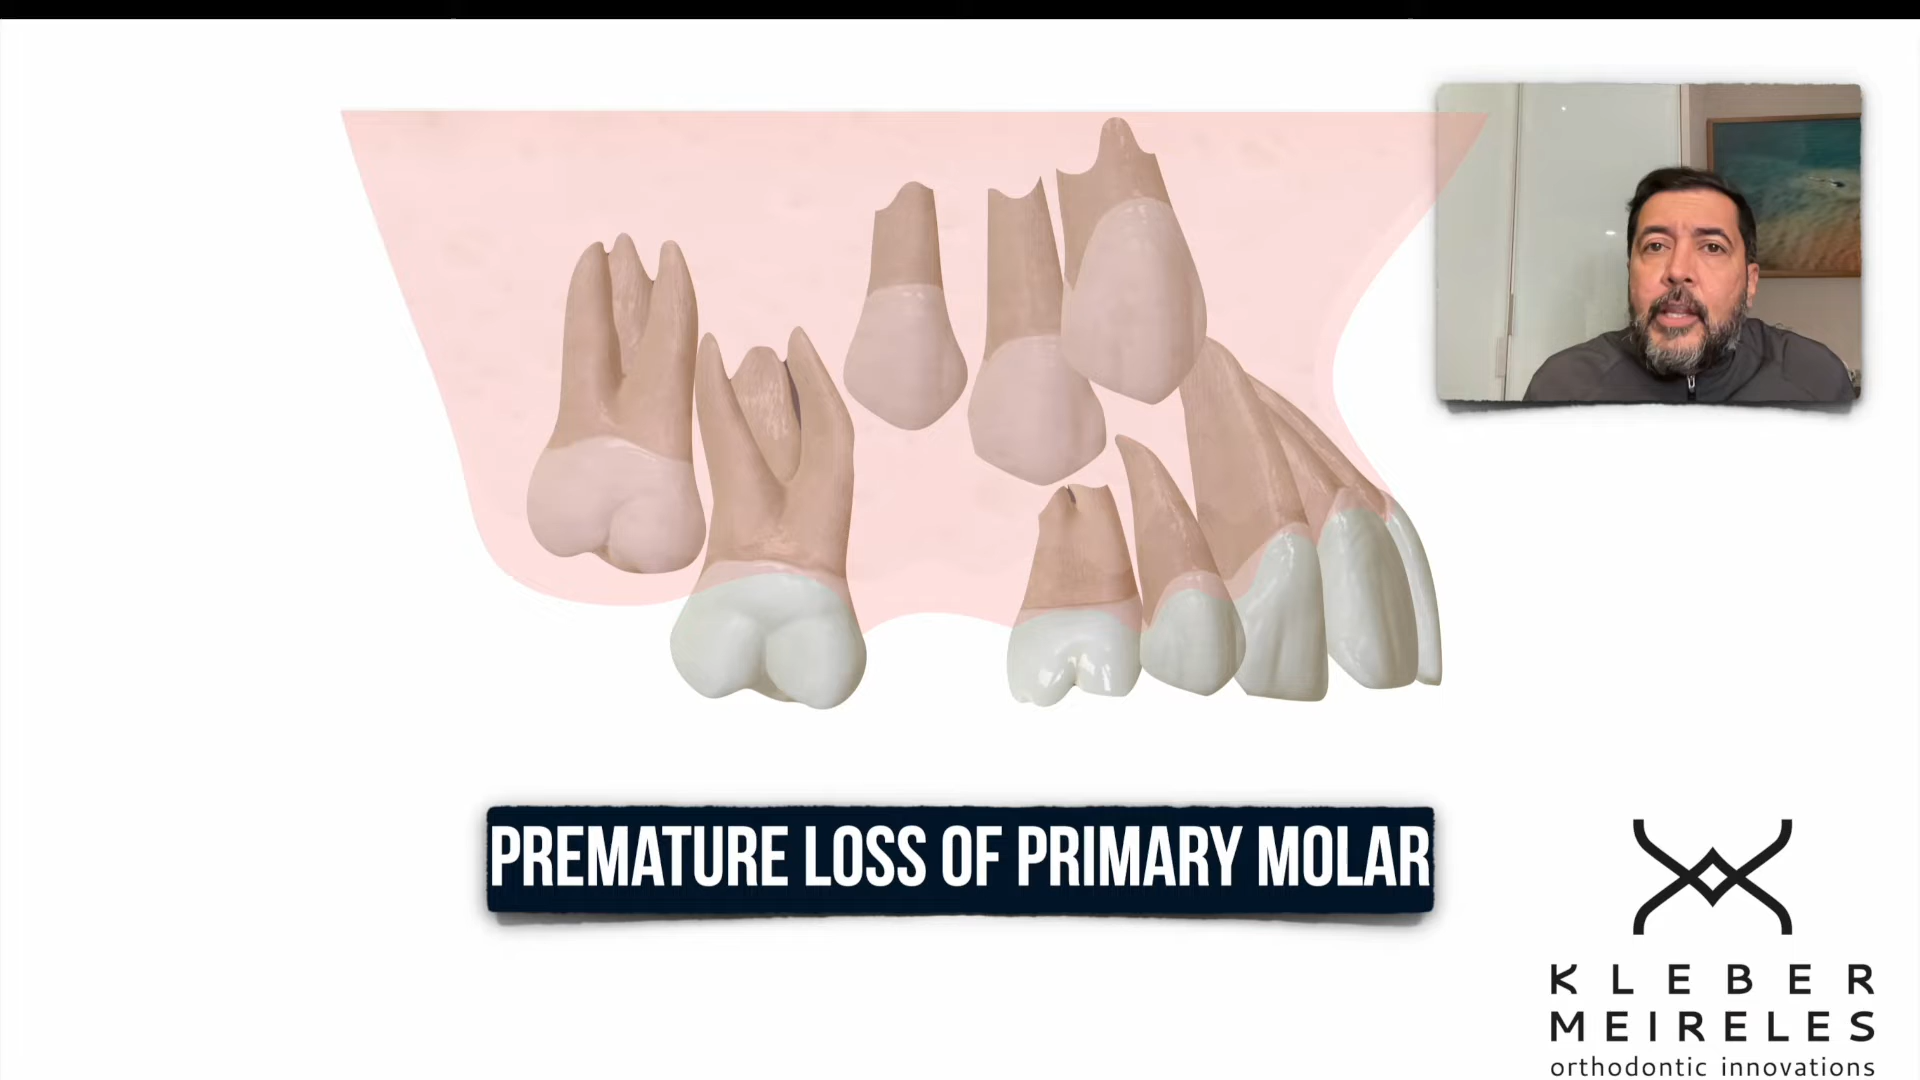 PREMATURE LOSS OF PRIMARY MOLAR
KLEBER
MEIRELES
orthodontic innovations